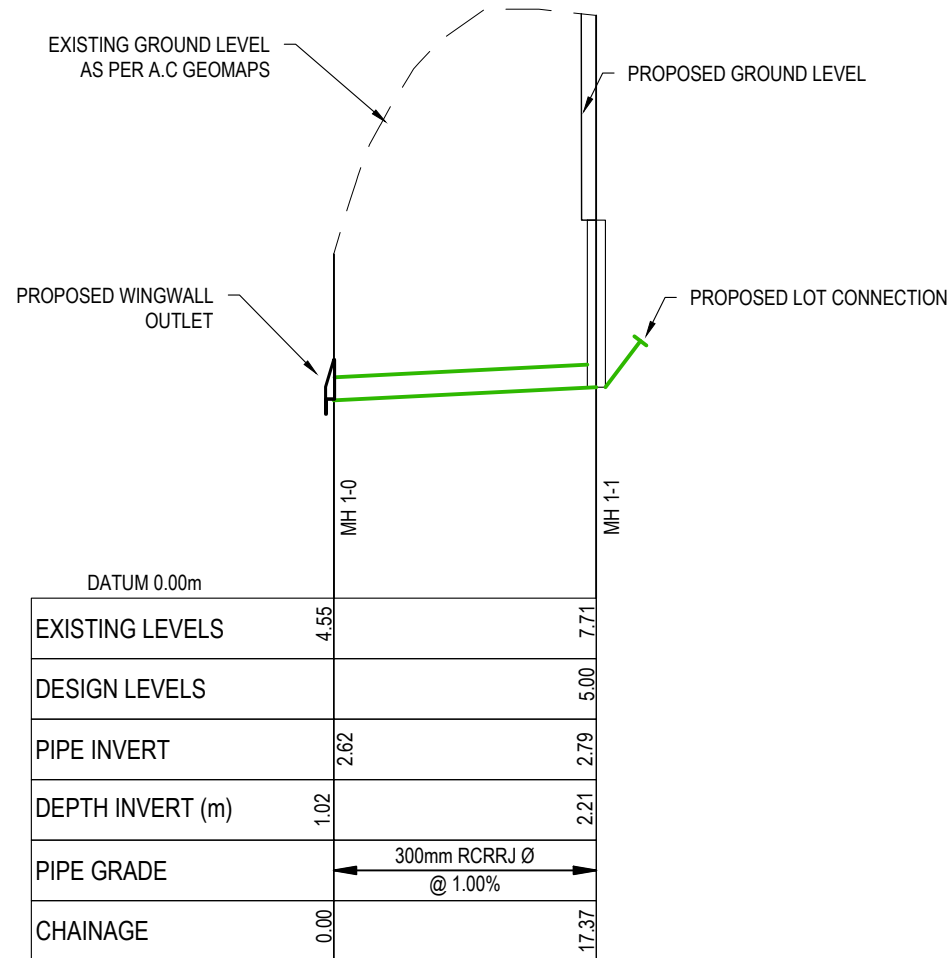 EXISTING GROUND LEVEL
AS PER A.C GEOMAPS
PROPOSED GROUND LEVEL
PROPOSED WINGWALL
OUTLET
PROPOSED LOT CONNECTION
MH 1-0
MH 1-1
DATUM 0.00m
EXISTING LEVELS 4.55 7.71
DESIGN LEVELS 5.00
PIPE INVERT 2.62 2.79
DEPTH INVERT (m) 1.02 2.21
PIPE GRADE 300mm RCRRJ Ø
@ 1.00%
CHAINAGE 0.00 17.37